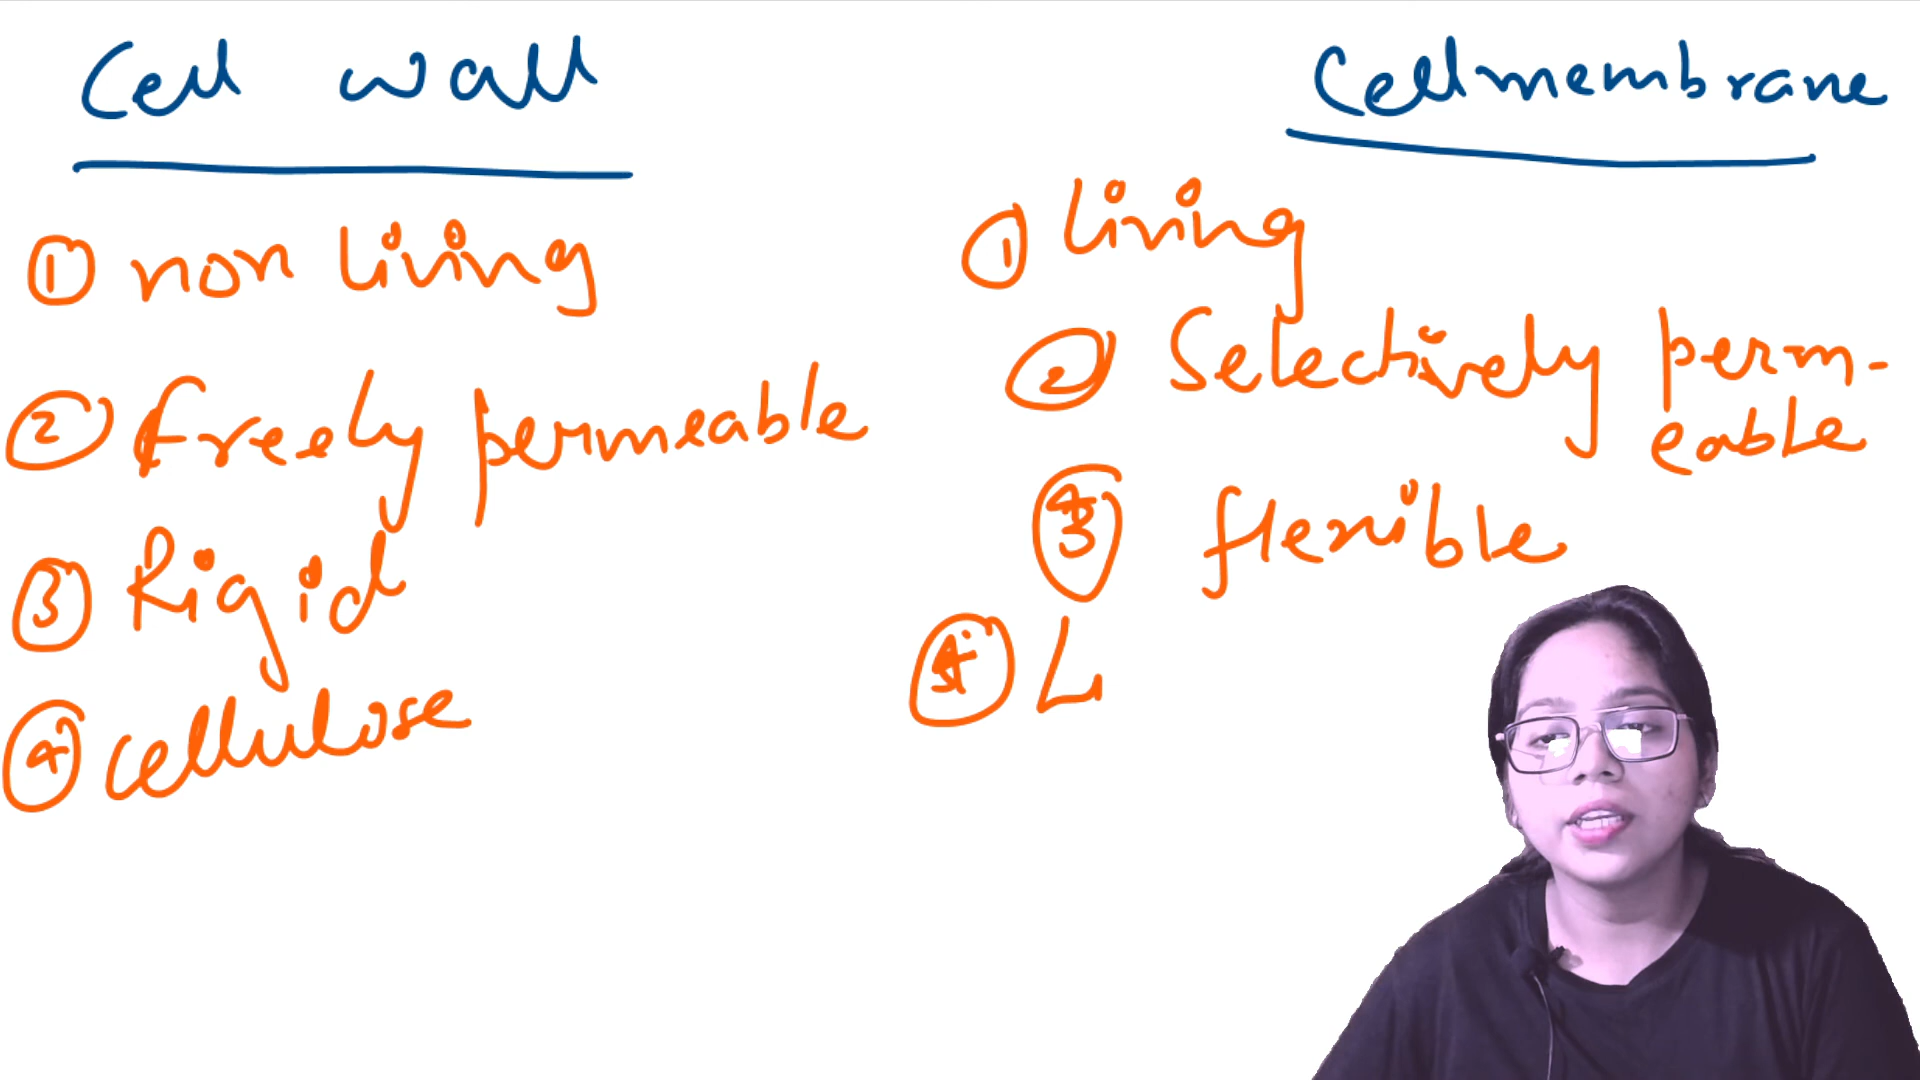 Cell wall
① non living
② freely permeable
③ Rigid
④ cellulose
Cell membrane
① living
② Selectively perm-
eable
③ flexible
④ Li